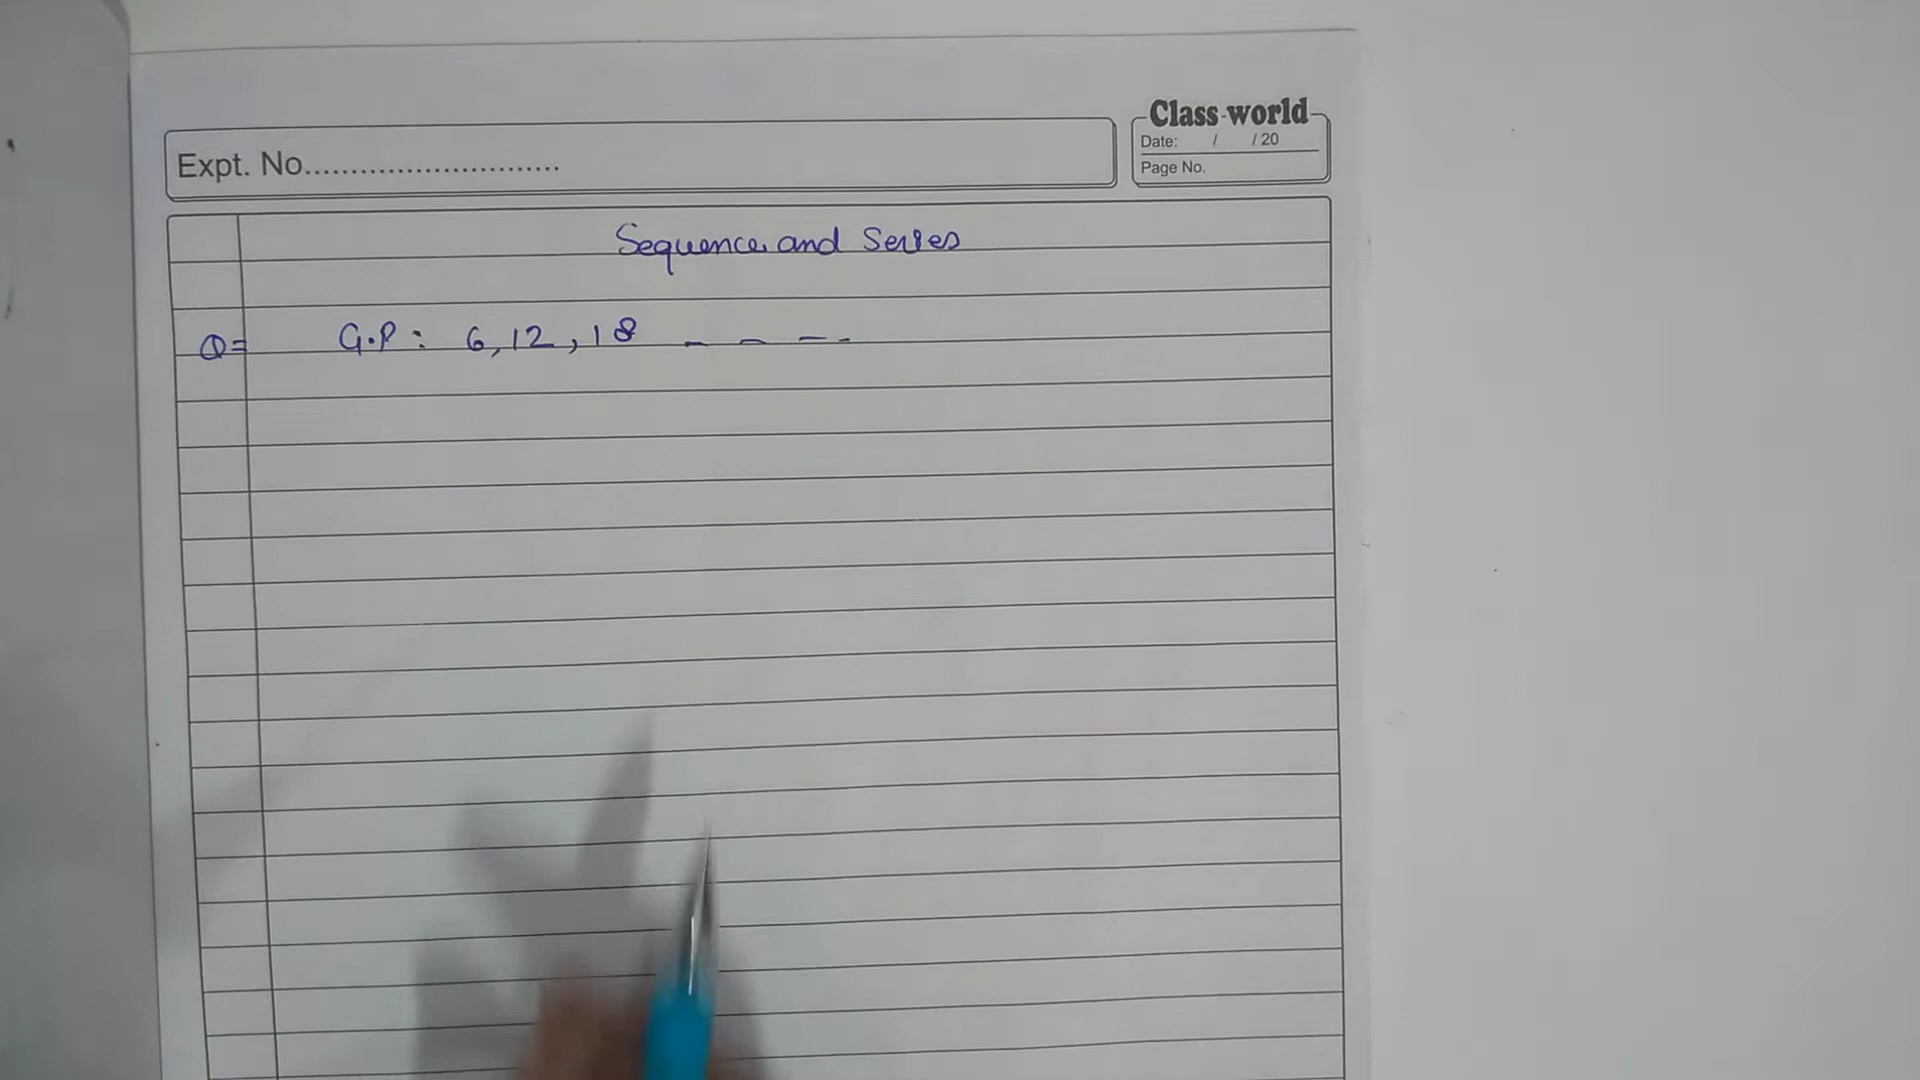 Class-world
Date: / / 20
Page No.
Expt. No...........................
Sequence and Series
Q= G.P : 6, 12, 18 - - - -